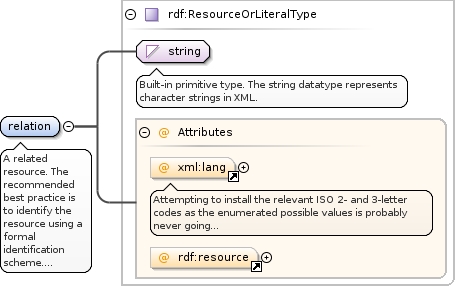 rdf:ResourceOrLiteralType
string
Built-in primitive type. The string datatype represents
character strings in XML.
relation
A related
resource. The
recommended
best practice is
to identify the
resource using a
formal
identification
scheme....
@ Attributes
@ xml:lang
Attempting to install the relevant ISO 2- and 3-letter
codes as the enumerated possible values is probably
never going...
@ rdf:resource